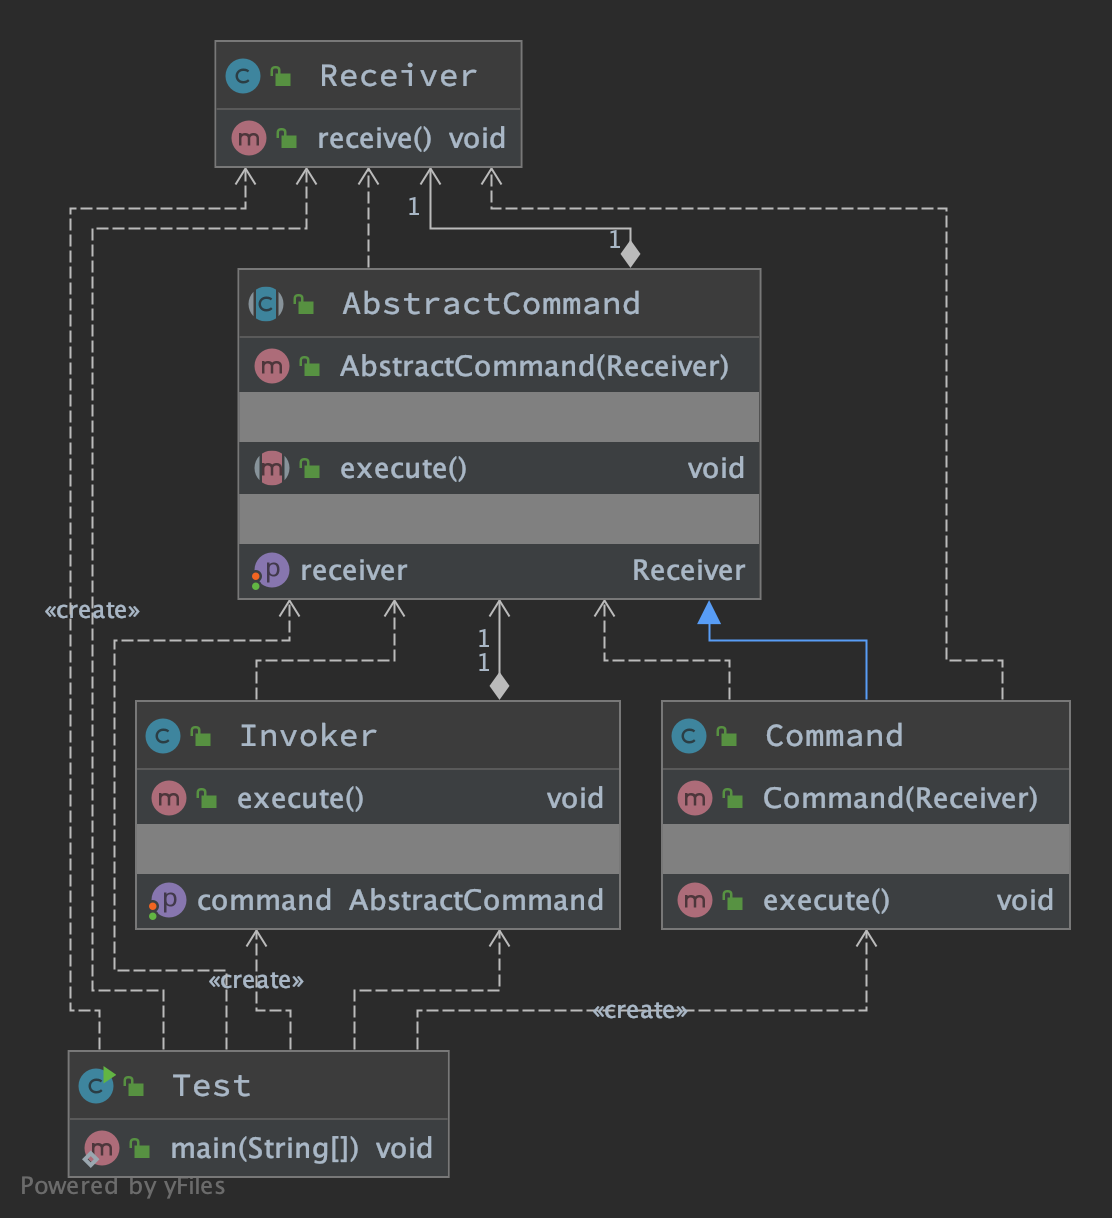 Receiver
receive() void
1
1
AbstractCommand
AbstractCommand(Receiver)
execute() void
receiver Receiver
«create»
1
1
Invoker
execute() void
command AbstractCommand
Command
Command(Receiver)
execute() void
«create»
«create»
Test
main(String[]) void
Powered by yFiles